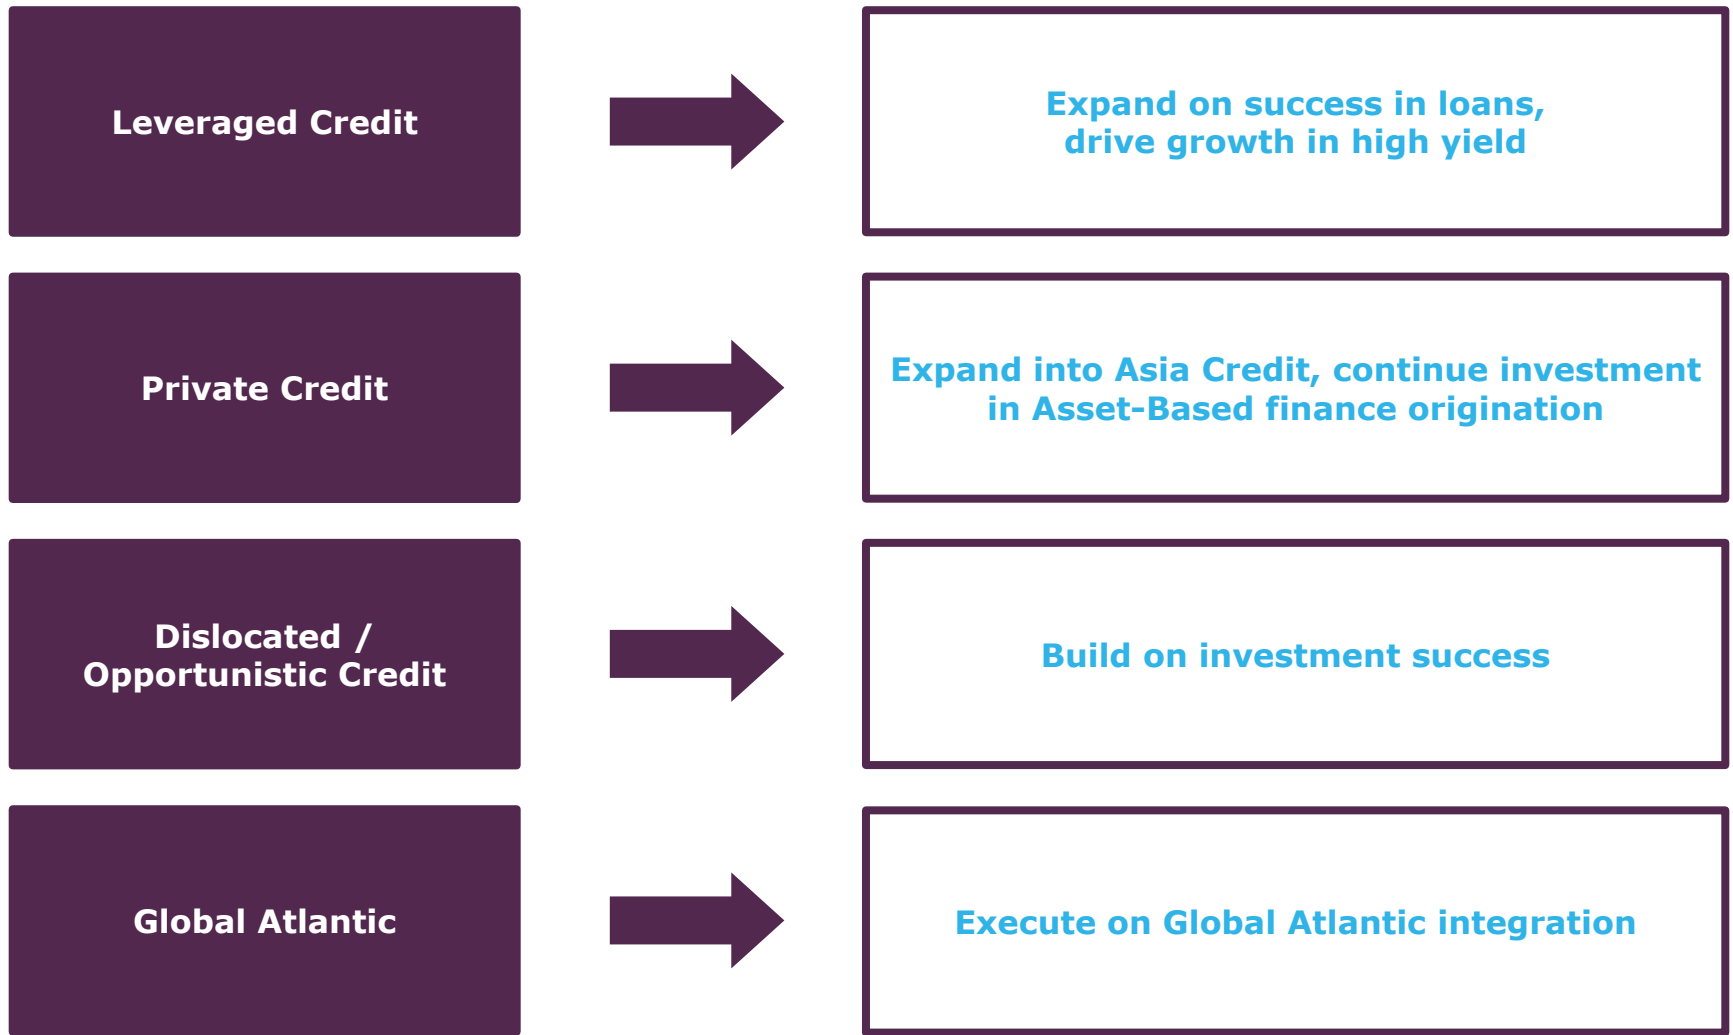 Leveraged Credit
Expand on success in loans,
drive growth in high yield
Private Credit
Expand into Asia Credit, continue investment
in Asset–Based finance origination
Dislocated /
Opportunistic Credit
Build on investment success
Global Atlantic
Execute on Global Atlantic integration